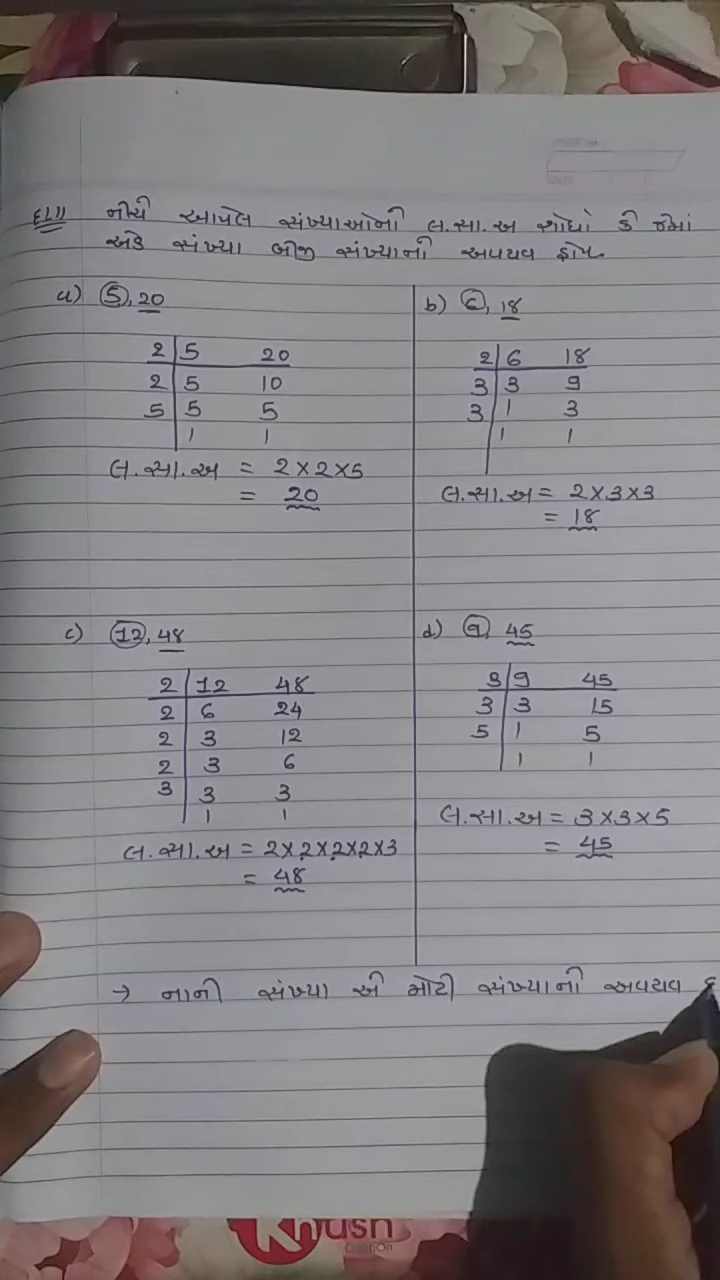 ૬૧॥ નીચે આપેલ સંખ્યાઓની લ.સા.અ શોધો કે જેમાં
એક સંખ્યા બીજી સંખ્યાની અવયવ હોય.
a) 5, 20
2 5 20
2 5 10
5 5 5
1 1
લ.સા.અ = 2×2×5
= 20
b) 6, 18
2 6 18
3 3 9
3 1 3
1 1
લ.સા.અ = 2×3×3
= 18
c) 12, 48
2 12 48
2 6 24
2 3 12
2 3 6
3 3 3
1 1
લ.સા.અ = 2×2×2×2×3
= 48
d) 9, 45
3 9 45
3 3 15
5 1 5
1 1
લ.સા.અ = 3×3×5
= 45
→ નાની સંખ્યા એ મોટી સંખ્યાની અવયવ
Khush
Creation